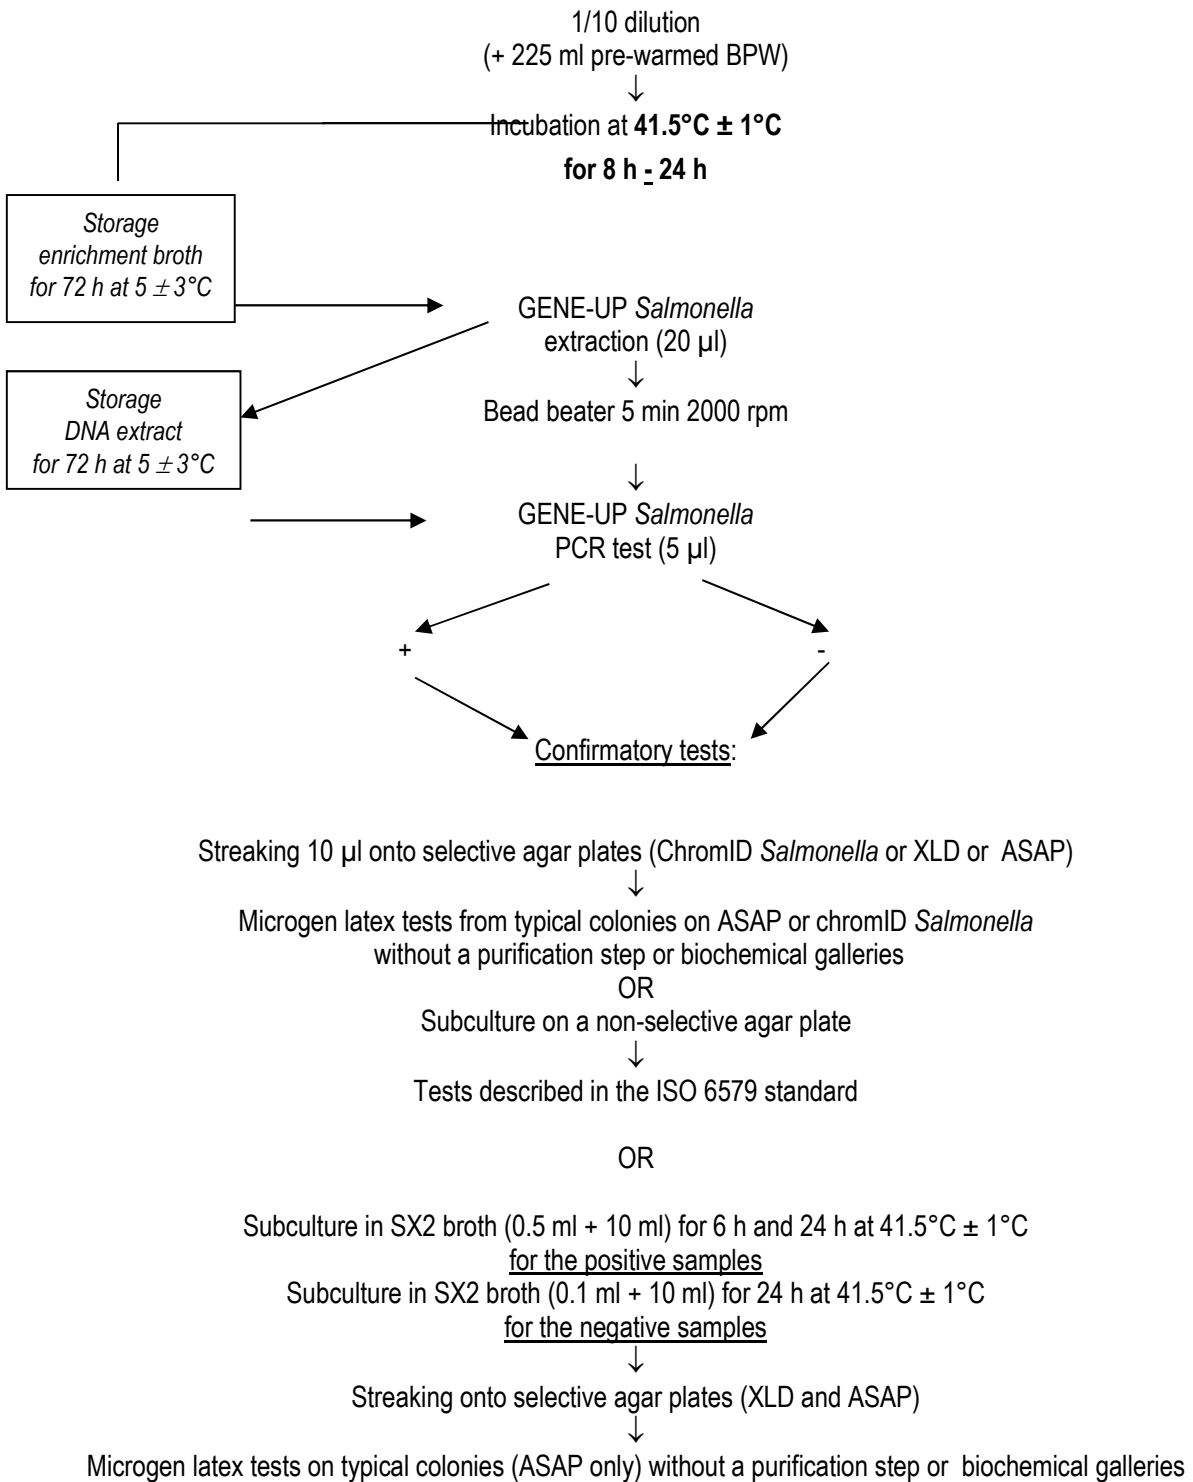 1/10 dilution
(+ 225 ml pre-warmed BPW)
↓
Incubation at 41.5°C ± 1°C
for 8 h - 24 h
Storage
enrichment broth
for 72 h at 5 ± 3°C
GENE-UP Salmonella
extraction (20 µl)
↓
Storage
DNA extract
for 72 h at 5 ± 3°C
Bead beater 5 min 2000 rpm
↓
GENE-UP Salmonella
PCR test (5 µl)
+ -
Confirmatory tests:
Streaking 10 µl onto selective agar plates (ChromID Salmonella or XLD or ASAP)
↓
Microgen latex tests from typical colonies on ASAP or chromID Salmonella
without a purification step or biochemical galleries
OR
Subculture on a non-selective agar plate
↓
Tests described in the ISO 6579 standard
OR
Subculture in SX2 broth (0.5 ml + 10 ml) for 6 h and 24 h at 41.5°C ± 1°C
for the positive samples
Subculture in SX2 broth (0.1 ml + 10 ml) for 24 h at 41.5°C ± 1°C
for the negative samples
↓
Streaking onto selective agar plates (XLD and ASAP)
↓
Microgen latex tests on typical colonies (ASAP only) without a purification step or biochemical galleries